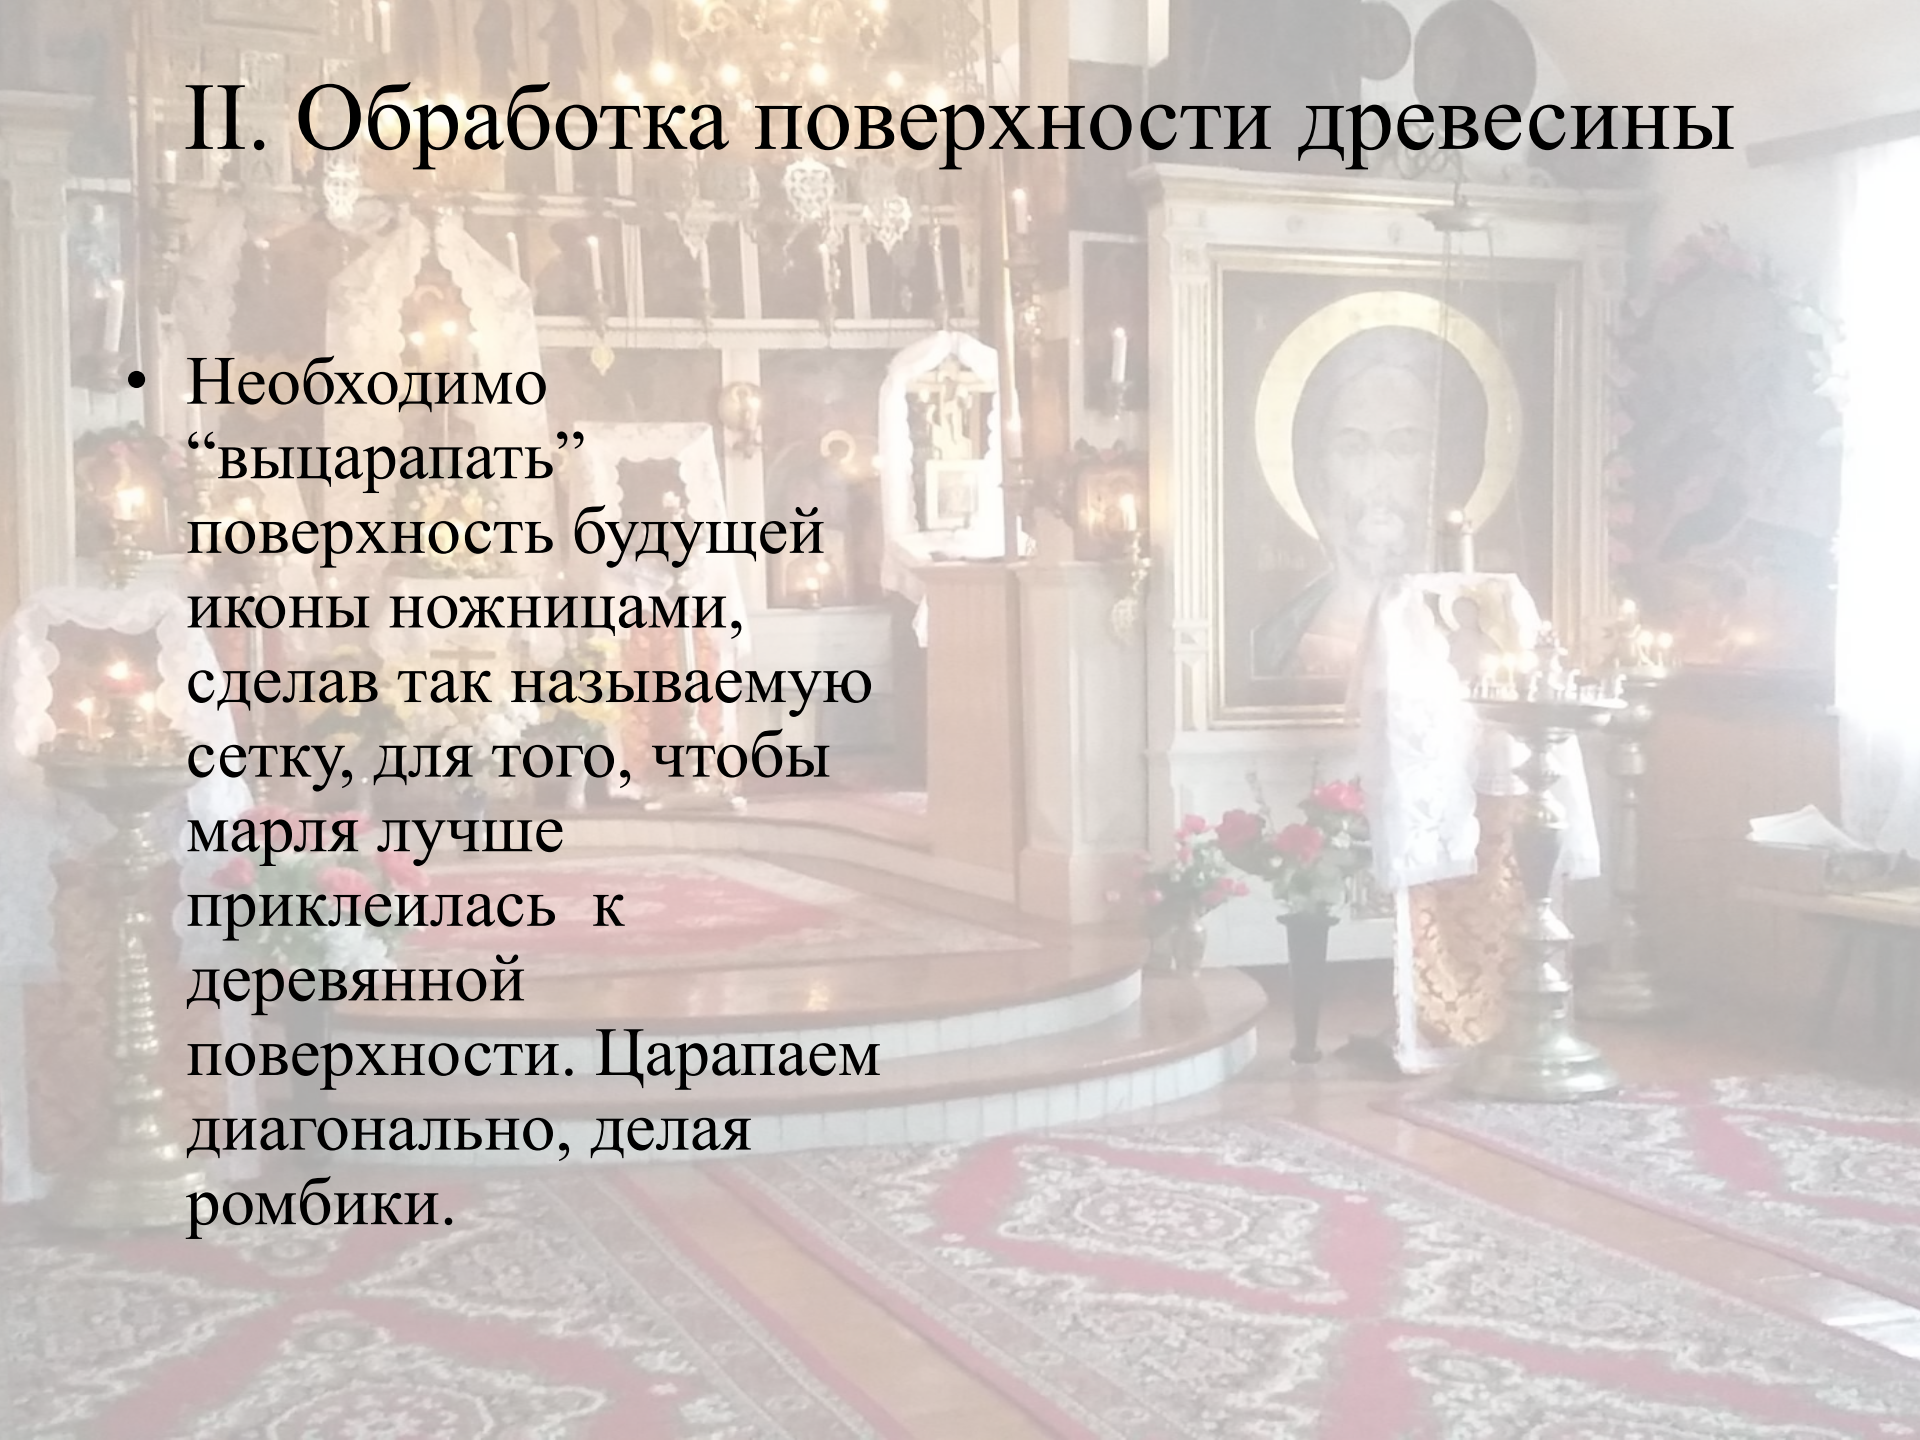 II. Обработка поверхности древесины
• Необходимо
“выцарапать”
поверхность будущей
иконы ножницами,
сделав так называемую
сетку, для того, чтобы
марля лучше
приклеилась  к
деревянной
поверхности. Царапаем
диагонально, делая
ромбики.